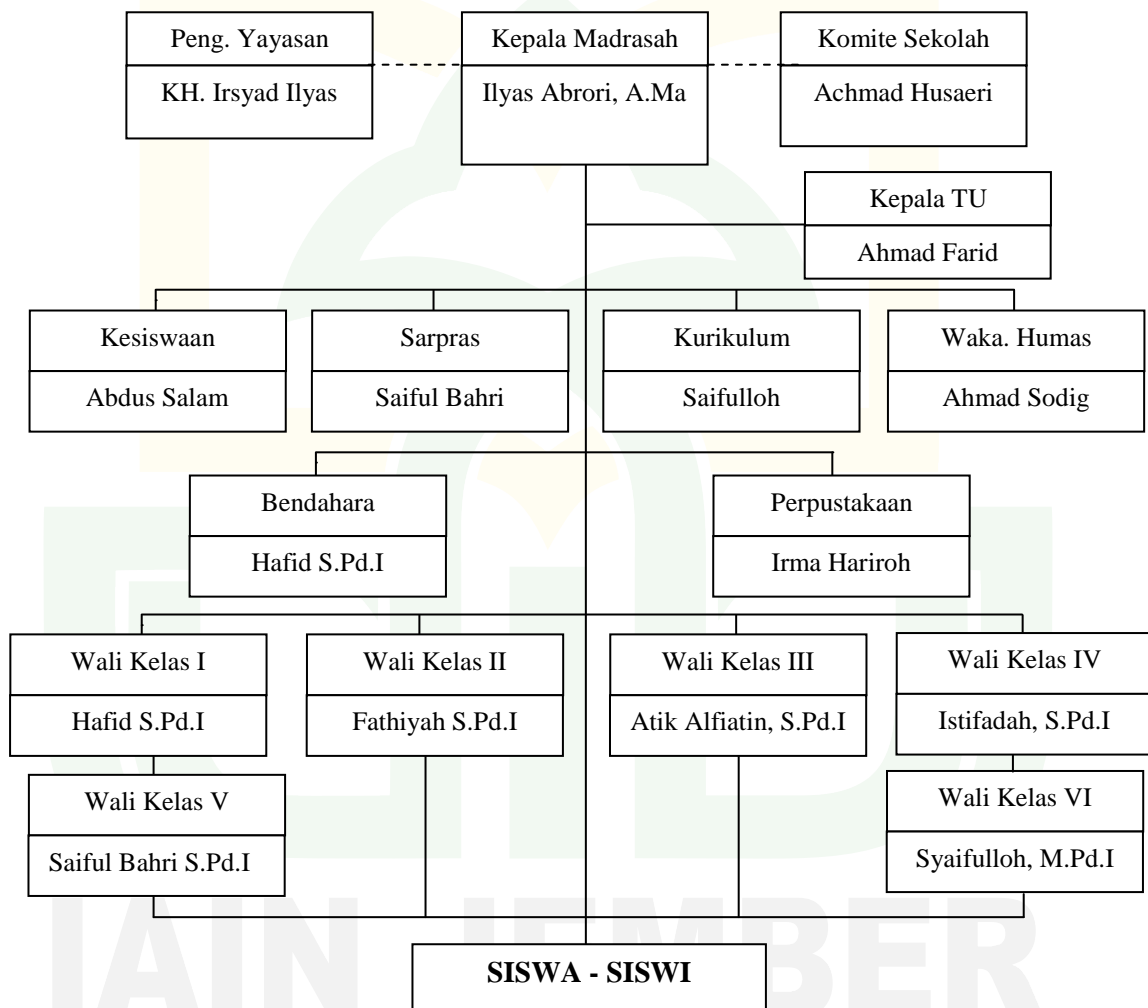 Peng. Yayasan
KH. Irsyad Ilyas
Kepala Madrasah
Ilyas Abrori, A.Ma
Komite Sekolah
Achmad Husaeri
Kepala TU
Ahmad Farid
Kesiswaan
Abdus Salam
Sarpras
Saiful Bahri
Kurikulum
Saifulloh
Waka. Humas
Ahmad Sodig
Bendahara
Hafid S.Pd.I
Perpustakaan
Irma Hariroh
Wali Kelas I
Hafid S.Pd.I
Wali Kelas II
Fathiyah S.Pd.I
Wali Kelas III
Atik Alfiatin, S.Pd.I
Wali Kelas IV
Istifadah, S.Pd.I
Wali Kelas V
Saiful Bahri S.Pd.I
Wali Kelas VI
Syaifulloh, M.Pd.I
SISWA - SISWI
IAIN JEMBER